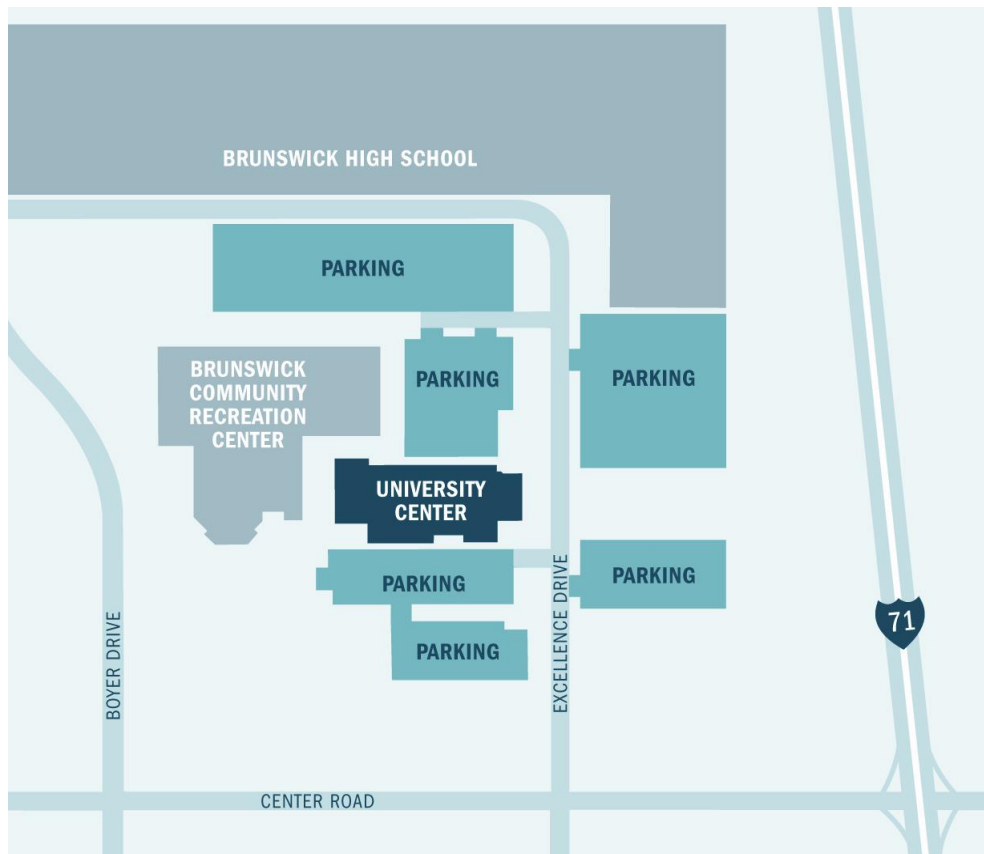 BRUNSWICK HIGH SCHOOL
PARKING
BRUNSWICK
COMMUNITY
RECREATION
CENTER
PARKING
PARKING
UNIVERSITY
CENTER
PARKING
PARKING
PARKING
EXCELLENCE DRIVE
BOYER DRIVE
71
CENTER ROAD